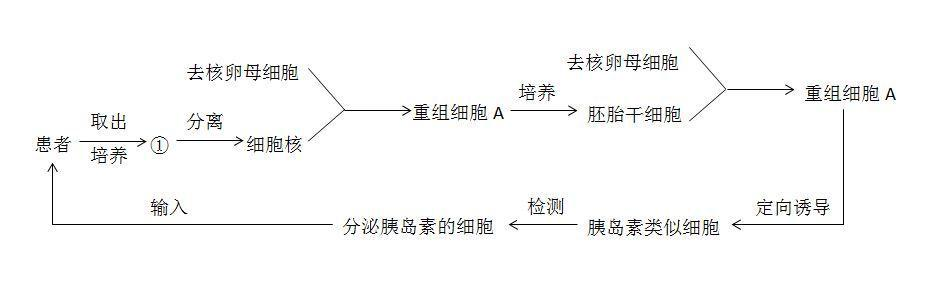 去核卵母细胞
去核卵母细胞
取出
分离
培养
重组细胞 A
患者
培养
①
细胞核
重组细胞 A
胚胎干细胞
输入
检测
定向诱导
分泌胰岛素的细胞
胰岛素类似细胞